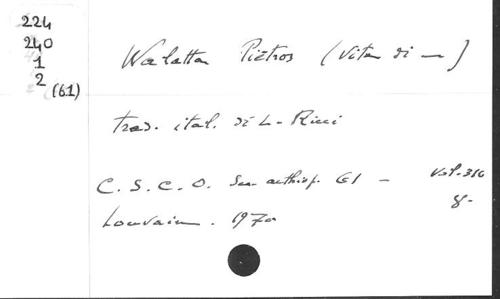 224
240
1
2
(61)
Walatta Pietros (Vita di —)
trad. ital. di L. Ricci
C. S. C. O. Scr. aethiop. 61 — Vol. 316
8-
Louvain. 1970